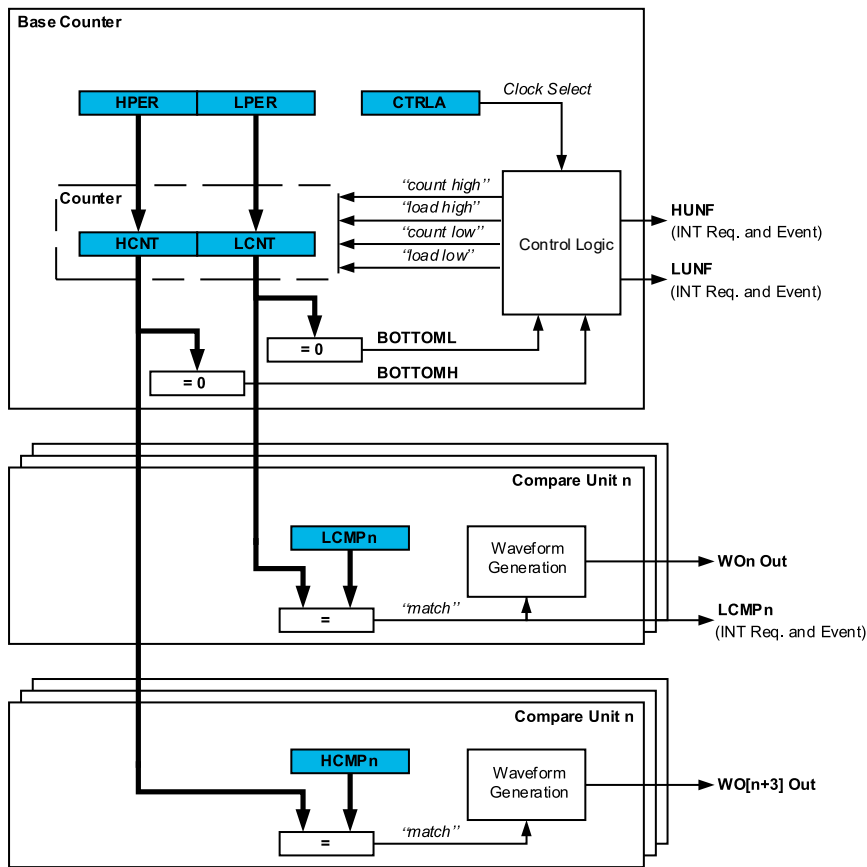 Base Counter
HPER
LPER
CTRLA
Clock Select
Counter
HCNT
LCNT
“count high”
“load high”
“count low”
“load low”
Control Logic
HUNF
(INT Req. and Event)
LUNF
(INT Req. and Event)
= 0
BOTTOML
= 0
BOTTOMH
Compare Unit n
LCMPn
Waveform
Generation
=
“match”
WOn Out
LCMPn
(INT Req. and Event)
Compare Unit n
HCMPn
Waveform
Generation
=
“match”
WO[n+3] Out